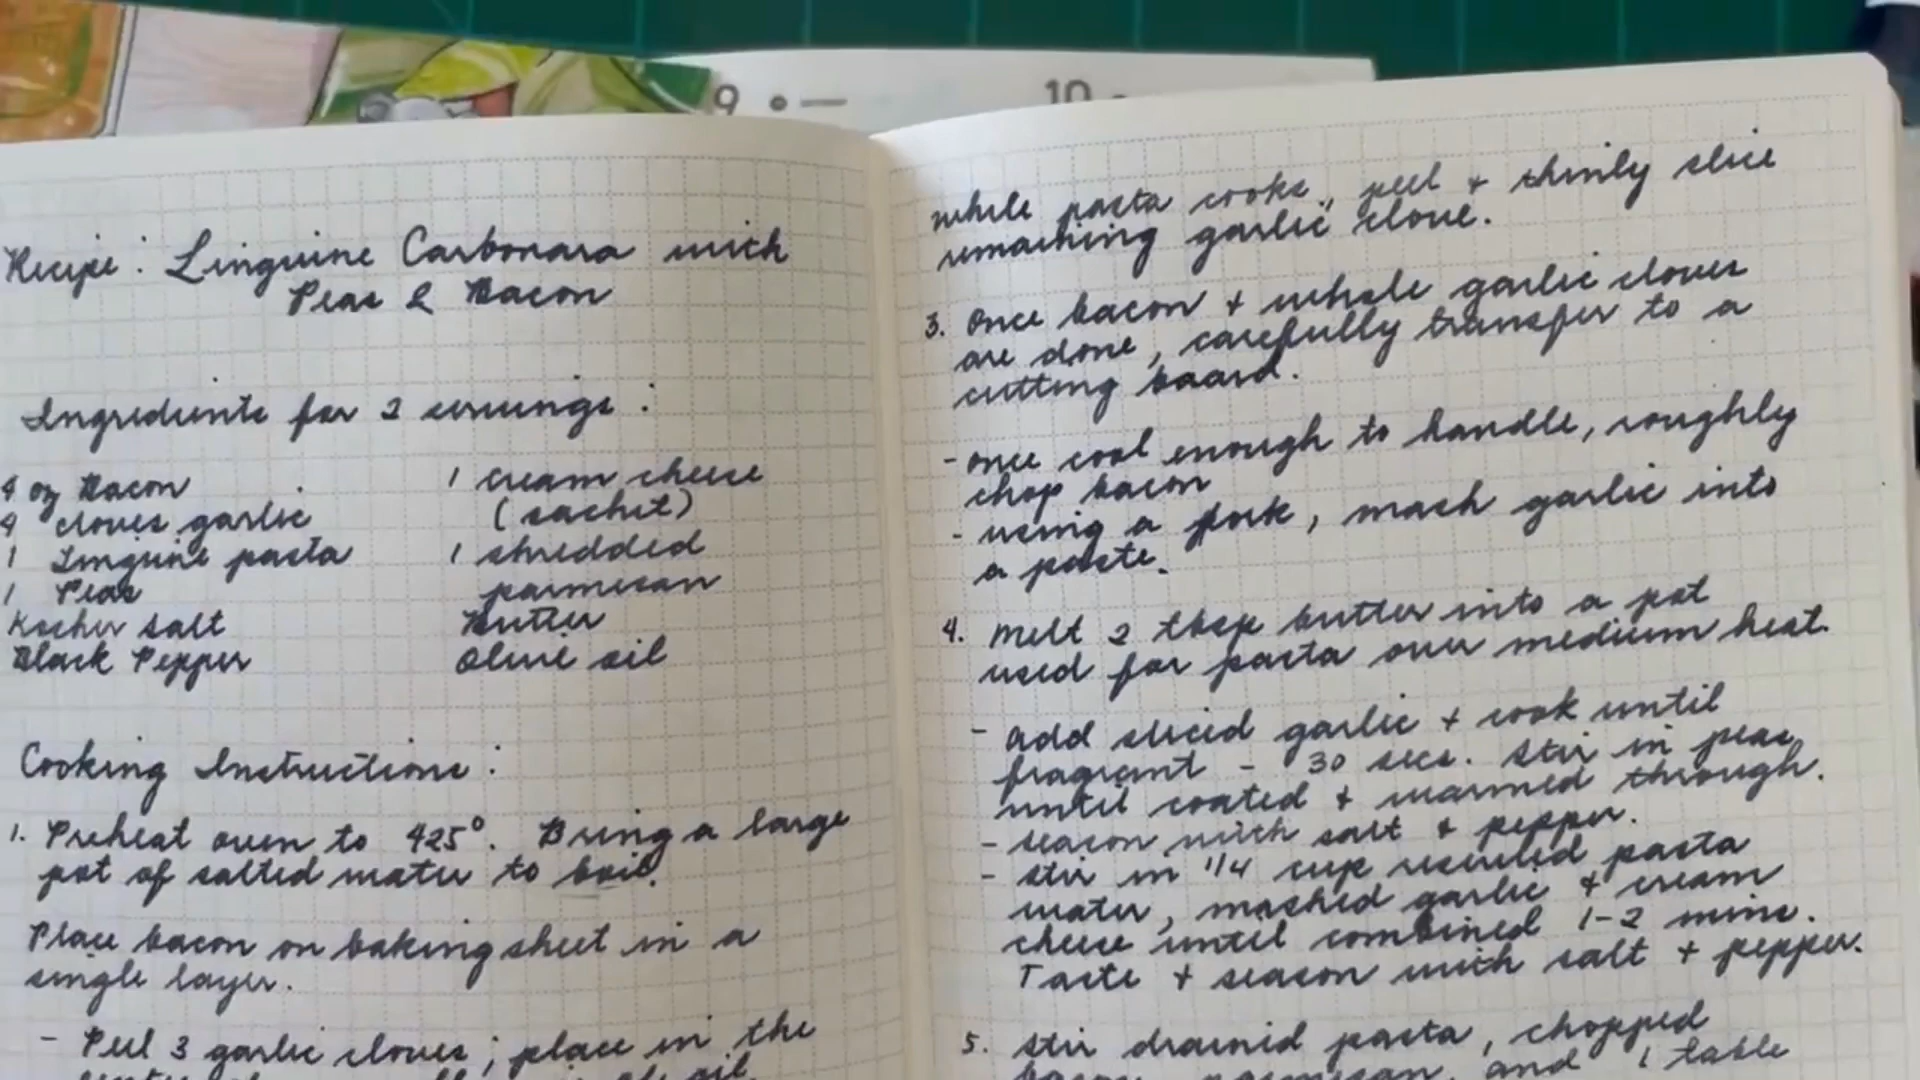 9 . —
10
Recipe: Linguine Carbonara with
Peas & Bacon
Ingredients for 2 servings:
4 oz Bacon
4 cloves garlic
1 Linguine pasta
1 Peas
Kosher salt
Black Pepper
1 cream cheese
(sachet)
1 shredded
parmesan
Butter
Olive oil
Cooking Instructions:
1. Preheat oven to 425°. Bring a large
pot of salted water to boil.
Place bacon on baking sheet in a
single layer.
- Peel 3 garlic cloves; place in the
of oil
while pasta cooks, peel + thinly slice
remaining garlic clove.
3. Once bacon + whole garlic cloves
are done, carefully transfer to a
cutting board.
- once cool enough to handle, roughly
chop bacon
- using a fork, mash garlic into
a paste.
4. Melt 2 tbsp butter into a pot
used for pasta over medium heat.
- add sliced garlic + cook until
fragrant - 30 secs. Stir in peas
until coated + warmed through.
- season with salt & pepper.
- stir in 1/4 cup reserved pasta
water, mashed garlic + cream
cheese until combined 1-2 mins.
Taste + season with salt + pepper.
5. Stir drained pasta, chopped
bacon, parmesan, and 1 table